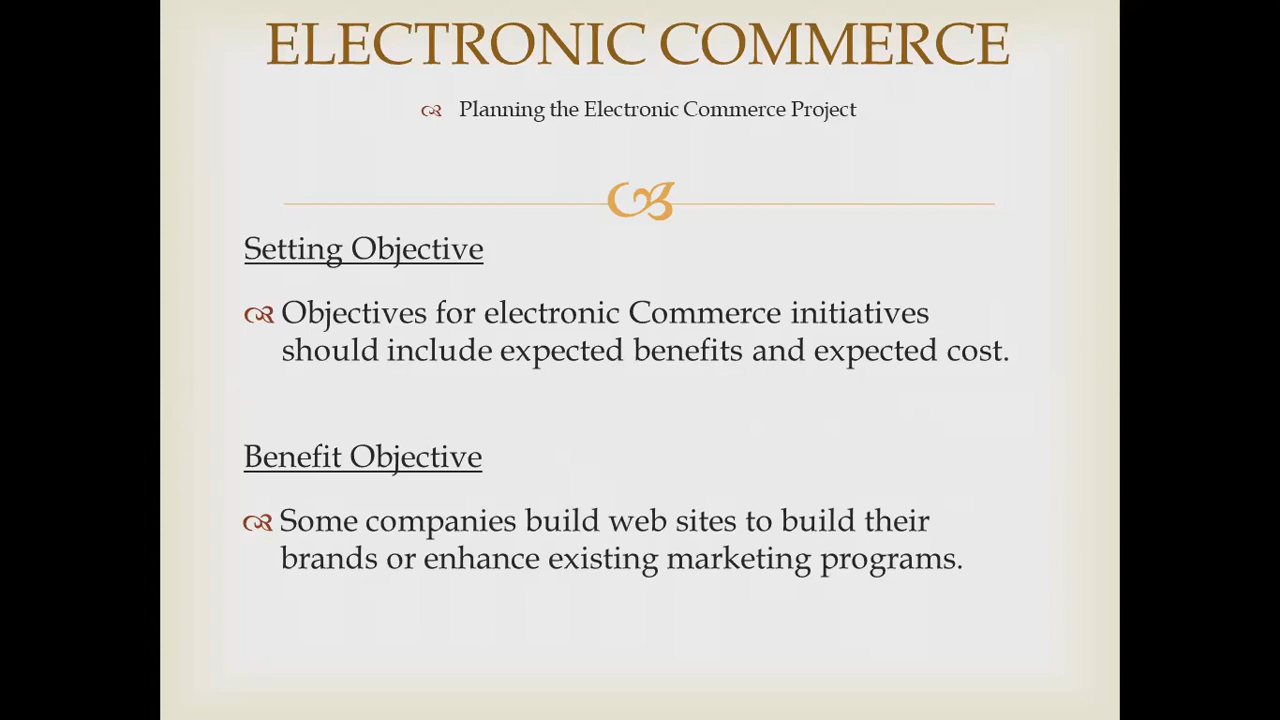 ELECTRONIC COMMERCE
Planning the Electronic Commerce Project
Setting Objective
Objectives for electronic Commerce initiatives
should include expected benefits and expected cost.
Benefit Objective
Some companies build web sites to build their
brands or enhance existing marketing programs.